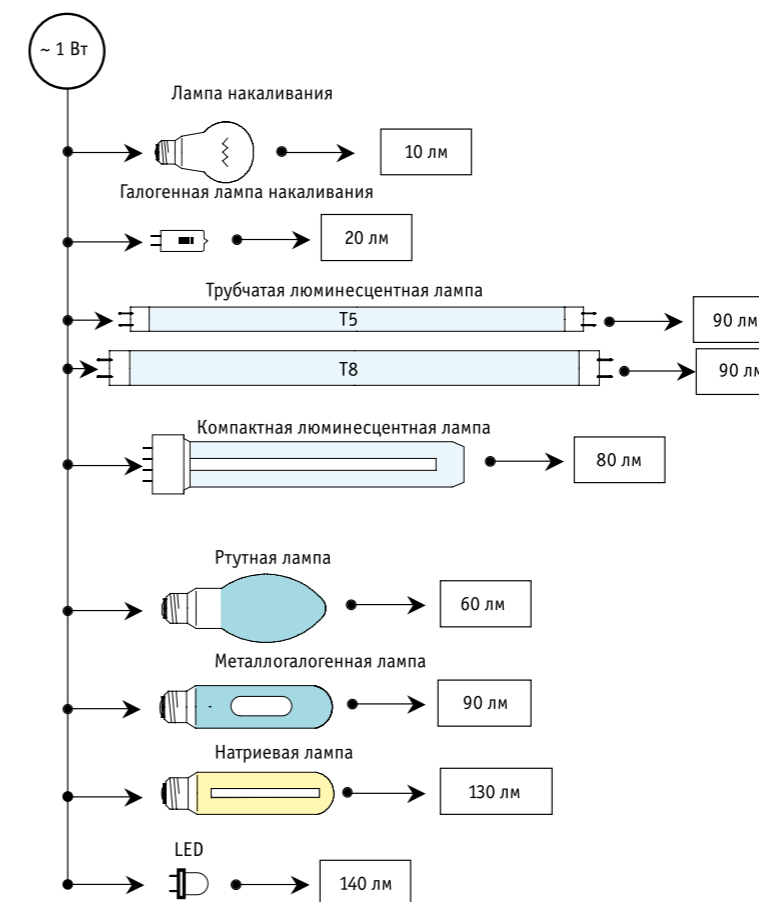 ~ 1 Вт
Лампа накаливания
10 лм
Галогенная лампа накаливания
20 лм
Трубчатая люминесцентная лампа
T5
90 лм
T8
90 лм
Компактная люминесцентная лампа
80 лм
Ртутная лампа
60 лм
Металлогалогенная лампа
90 лм
Натриевая лампа
130 лм
LED
140 лм